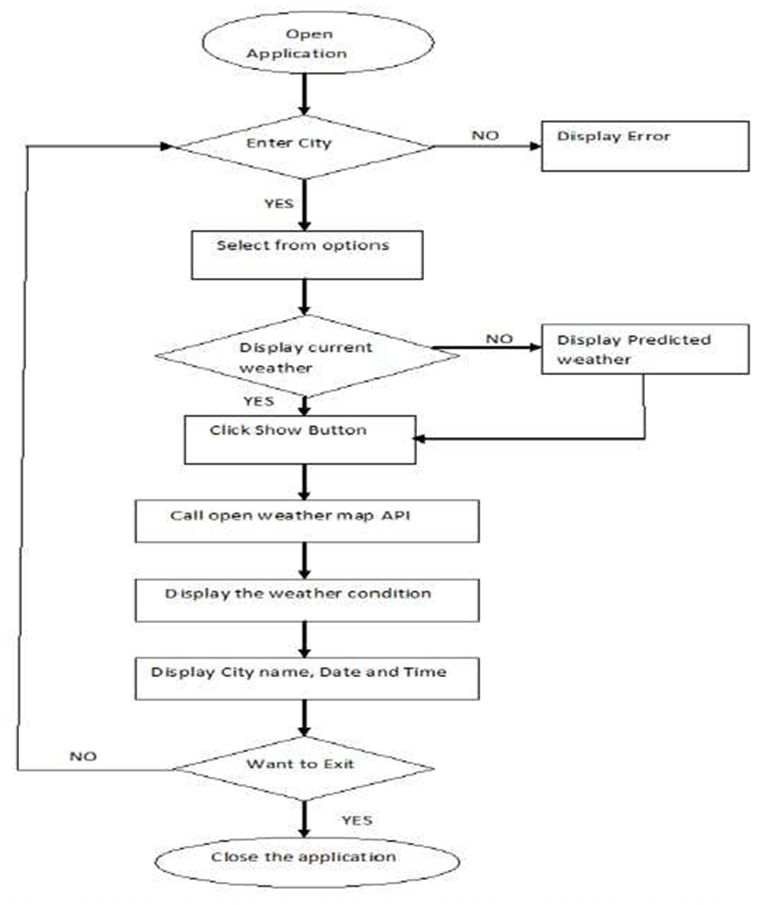 Open
Application
Enter City
NO
Display Error
YES
Select from options
Display current
weather
NO
Display Predicted
weather
YES
Click Show Button
Call open weather map API
Display the weather condition
Display City name, Date and Time
NO
Want to Exit
YES
Close the application